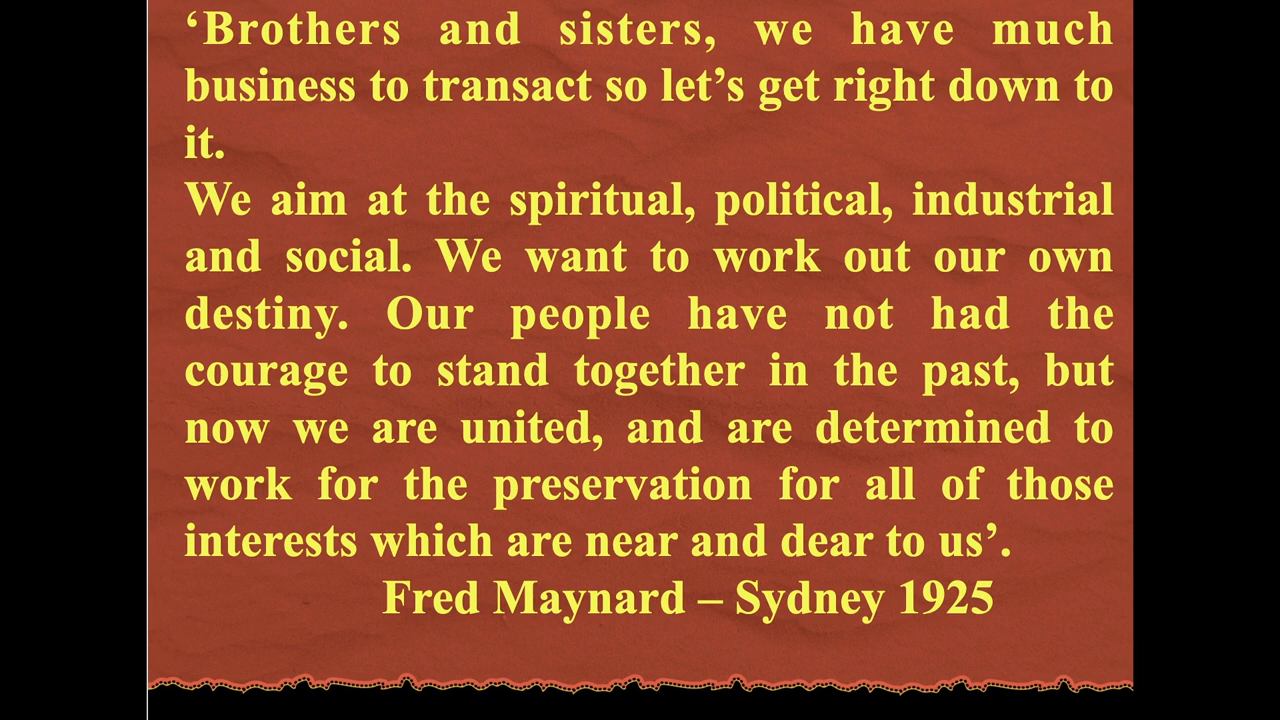 ‘Brothers and sisters, we have much
business to transact so let’s get right down to
it.
We aim at the spiritual, political, industrial
and social. We want to work out our own
destiny. Our people have not had the
courage to stand together in the past, but
now we are united, and are determined to
work for the preservation for all of those
interests which are near and dear to us’.
Fred Maynard – Sydney 1925